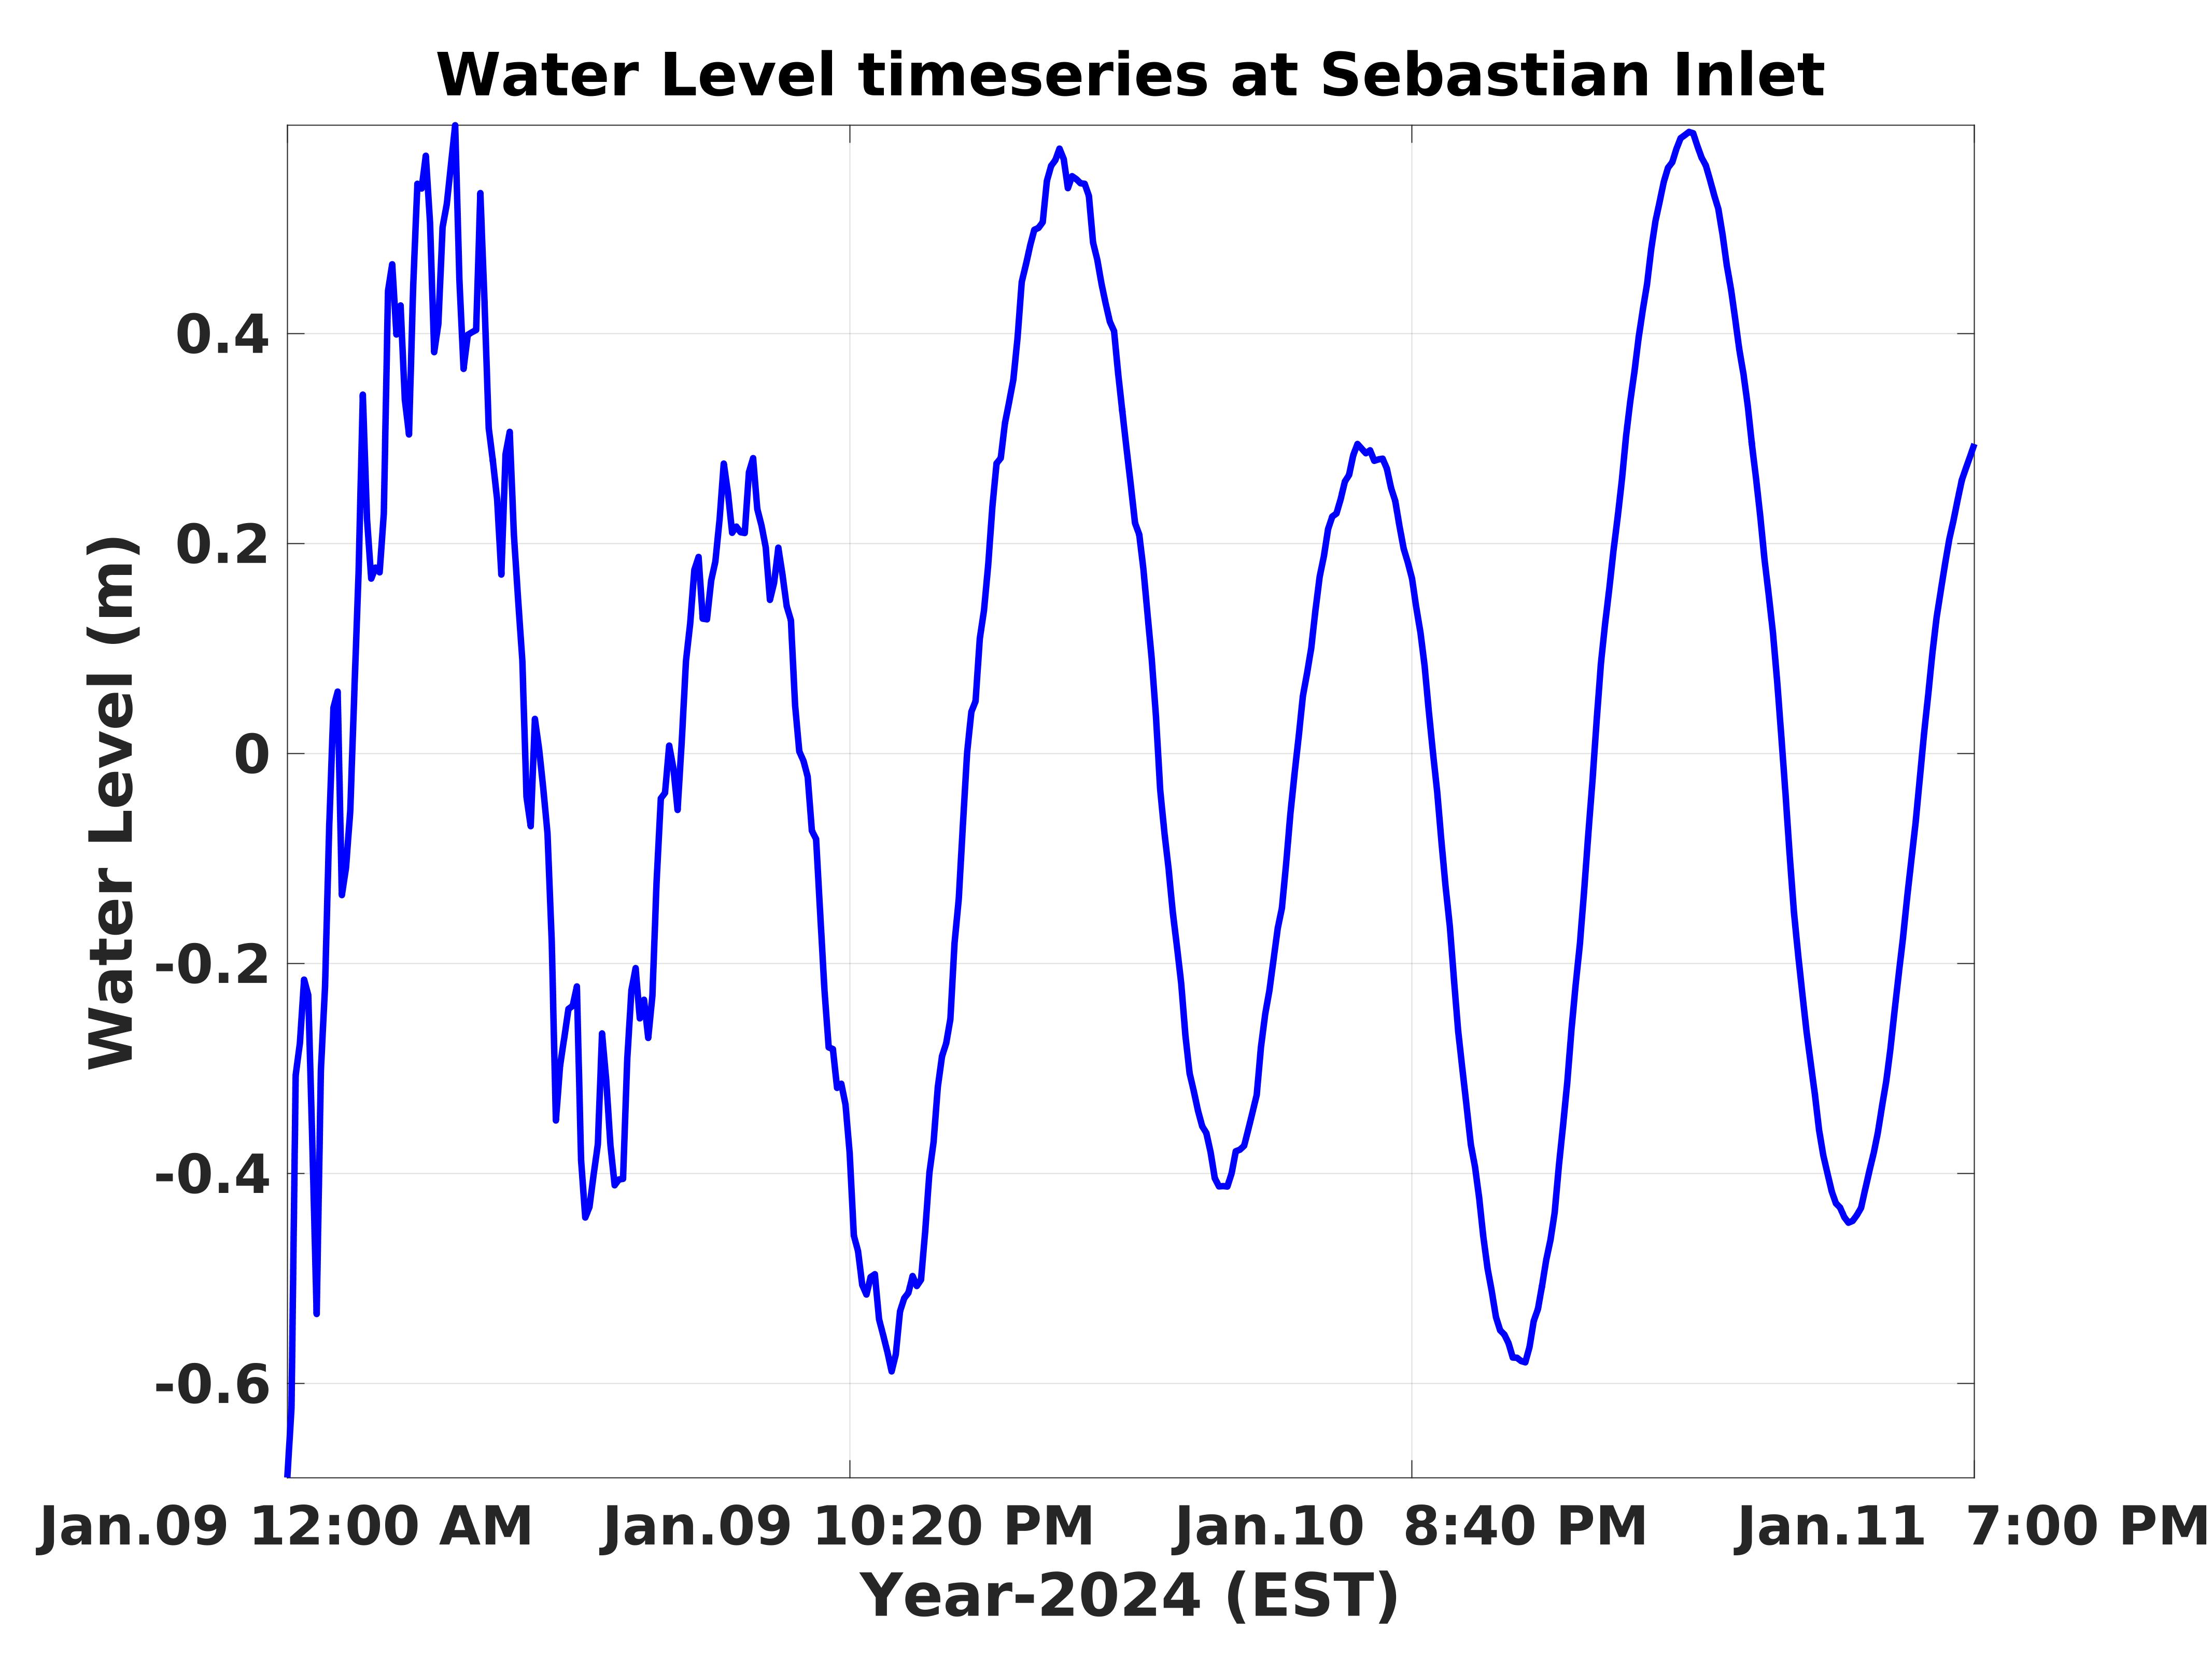 Water Level timeseries at Sebastian Inlet
Water Level (m)
0.4
0.2
0
-0.2
-0.4
-0.6
Jan.09 12:00 AM
Jan.09 10:20 PM
Jan.10 8:40 PM
Jan.11 7:00 PM
Year-2024 (EST)